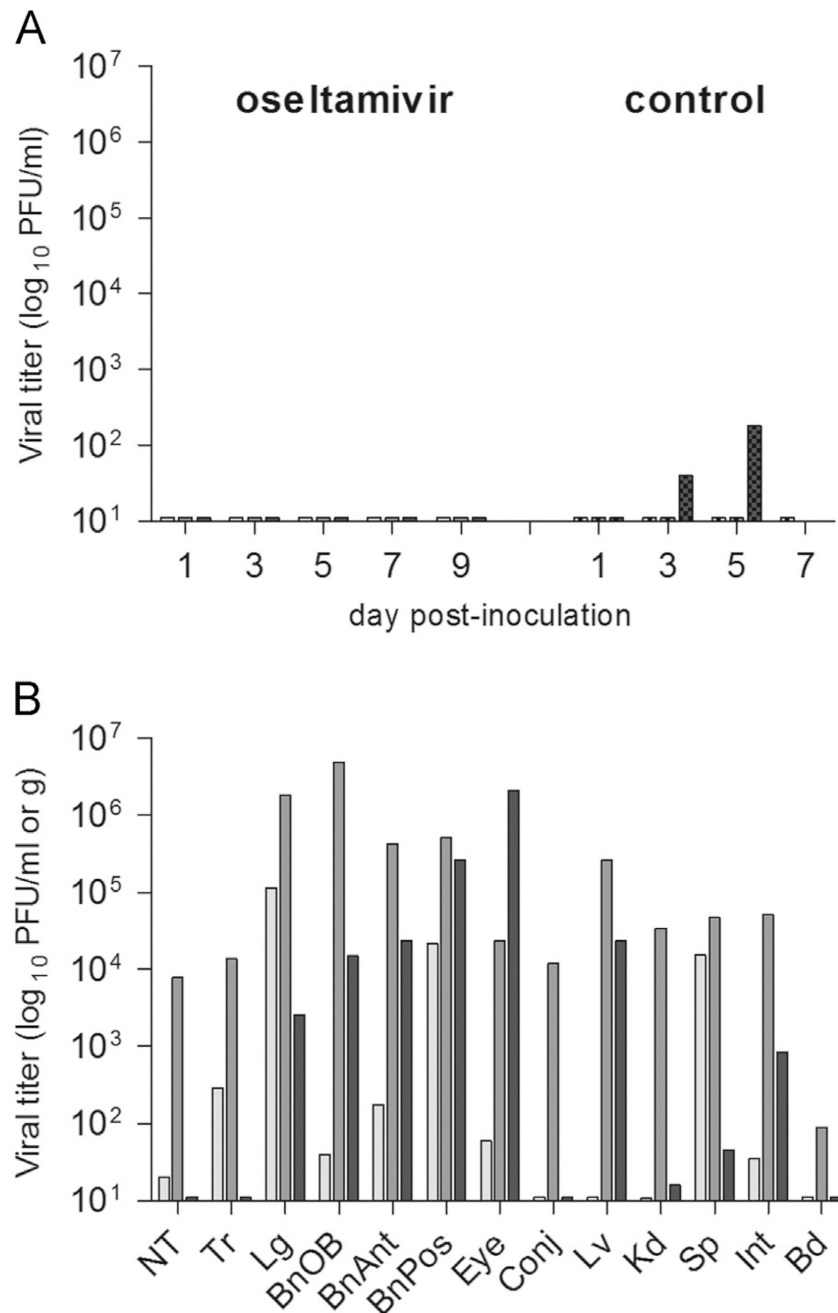 A
oseltamivir control
Viral titer (log10 PFU/ml)
10^7
10^6
10^5
10^4
10^3
10^2
10^1
1 3 5 7 9 1 3 5 7
day post-inoculation
B
Viral titer (log10 PFU/ml or g)
10^7
10^6
10^5
10^4
10^3
10^2
10^1
NT Tr Lg BnOB BnAnt BnPos Eye Conj Lv Kd Sp Int Bd